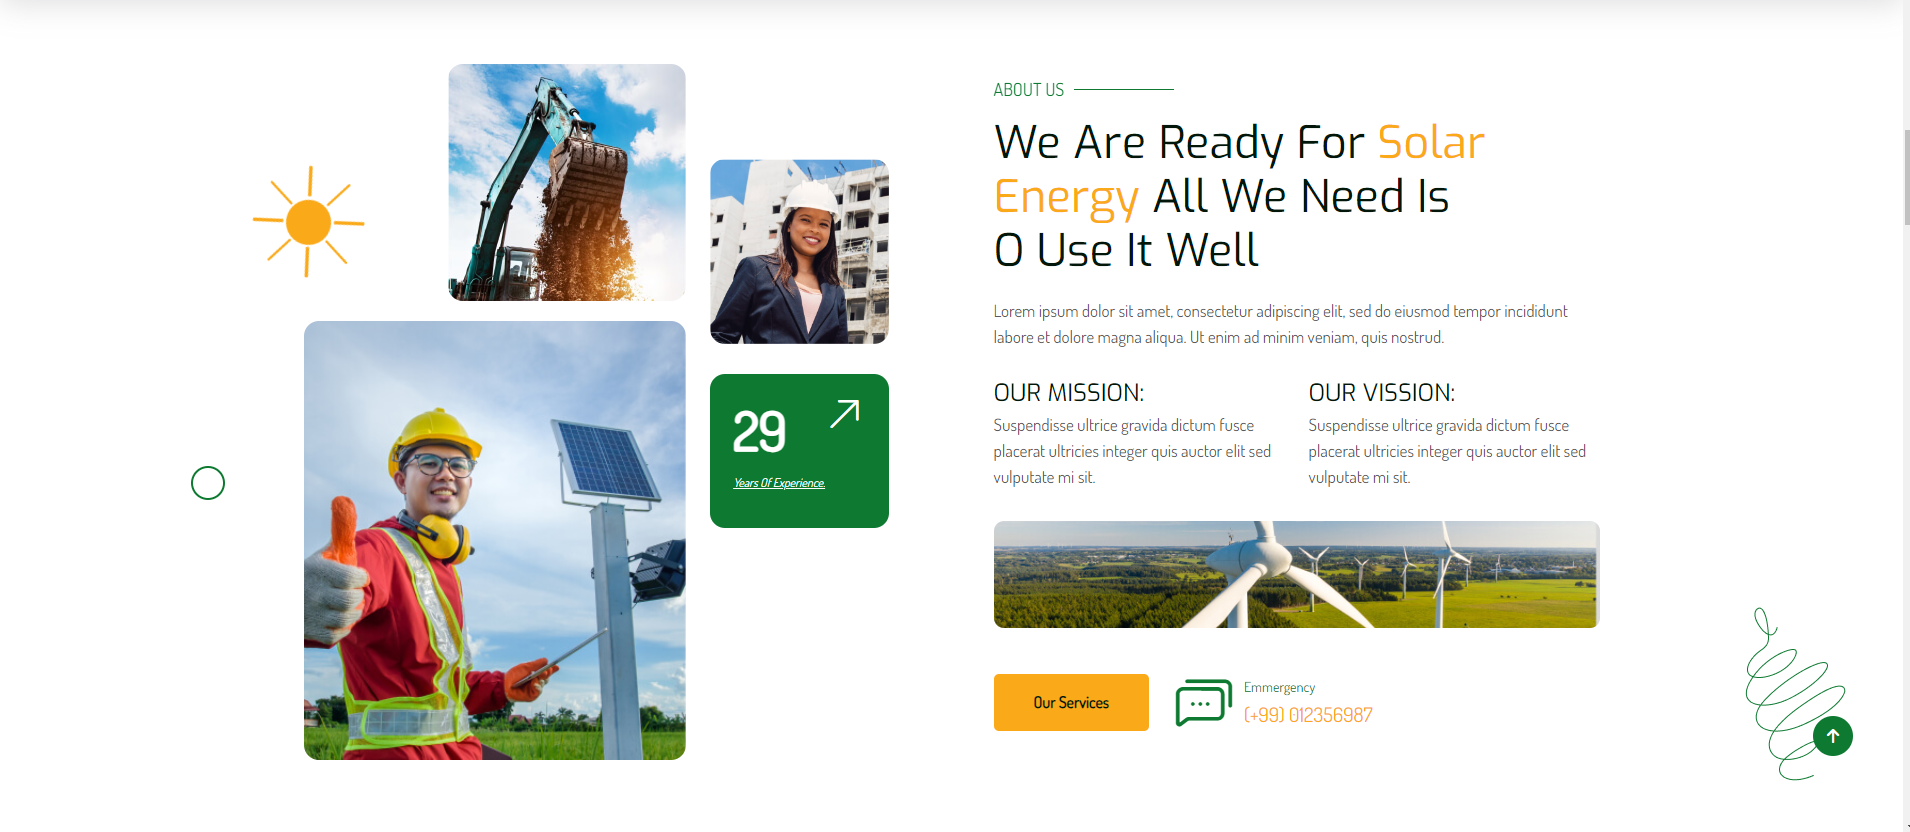 29
Years Of Experience.
ABOUT US
We Are Ready For Solar
Energy All We Need Is
O Use It Well
Lorem ipsum dolor sit amet, consectetur adipiscing elit, sed do eiusmod tempor incididunt
labore et dolore magna aliqua. Ut enim ad minim veniam, quis nostrud.
OUR MISSION:
Suspendisse ultrice gravida dictum fusce
placerat ultricies integer quis auctor elit sed
vulputate mi sit.
OUR VISSION:
Suspendisse ultrice gravida dictum fusce
placerat ultricies integer quis auctor elit sed
vulputate mi sit.
Our Services
Emmergency
(+99) 012356987